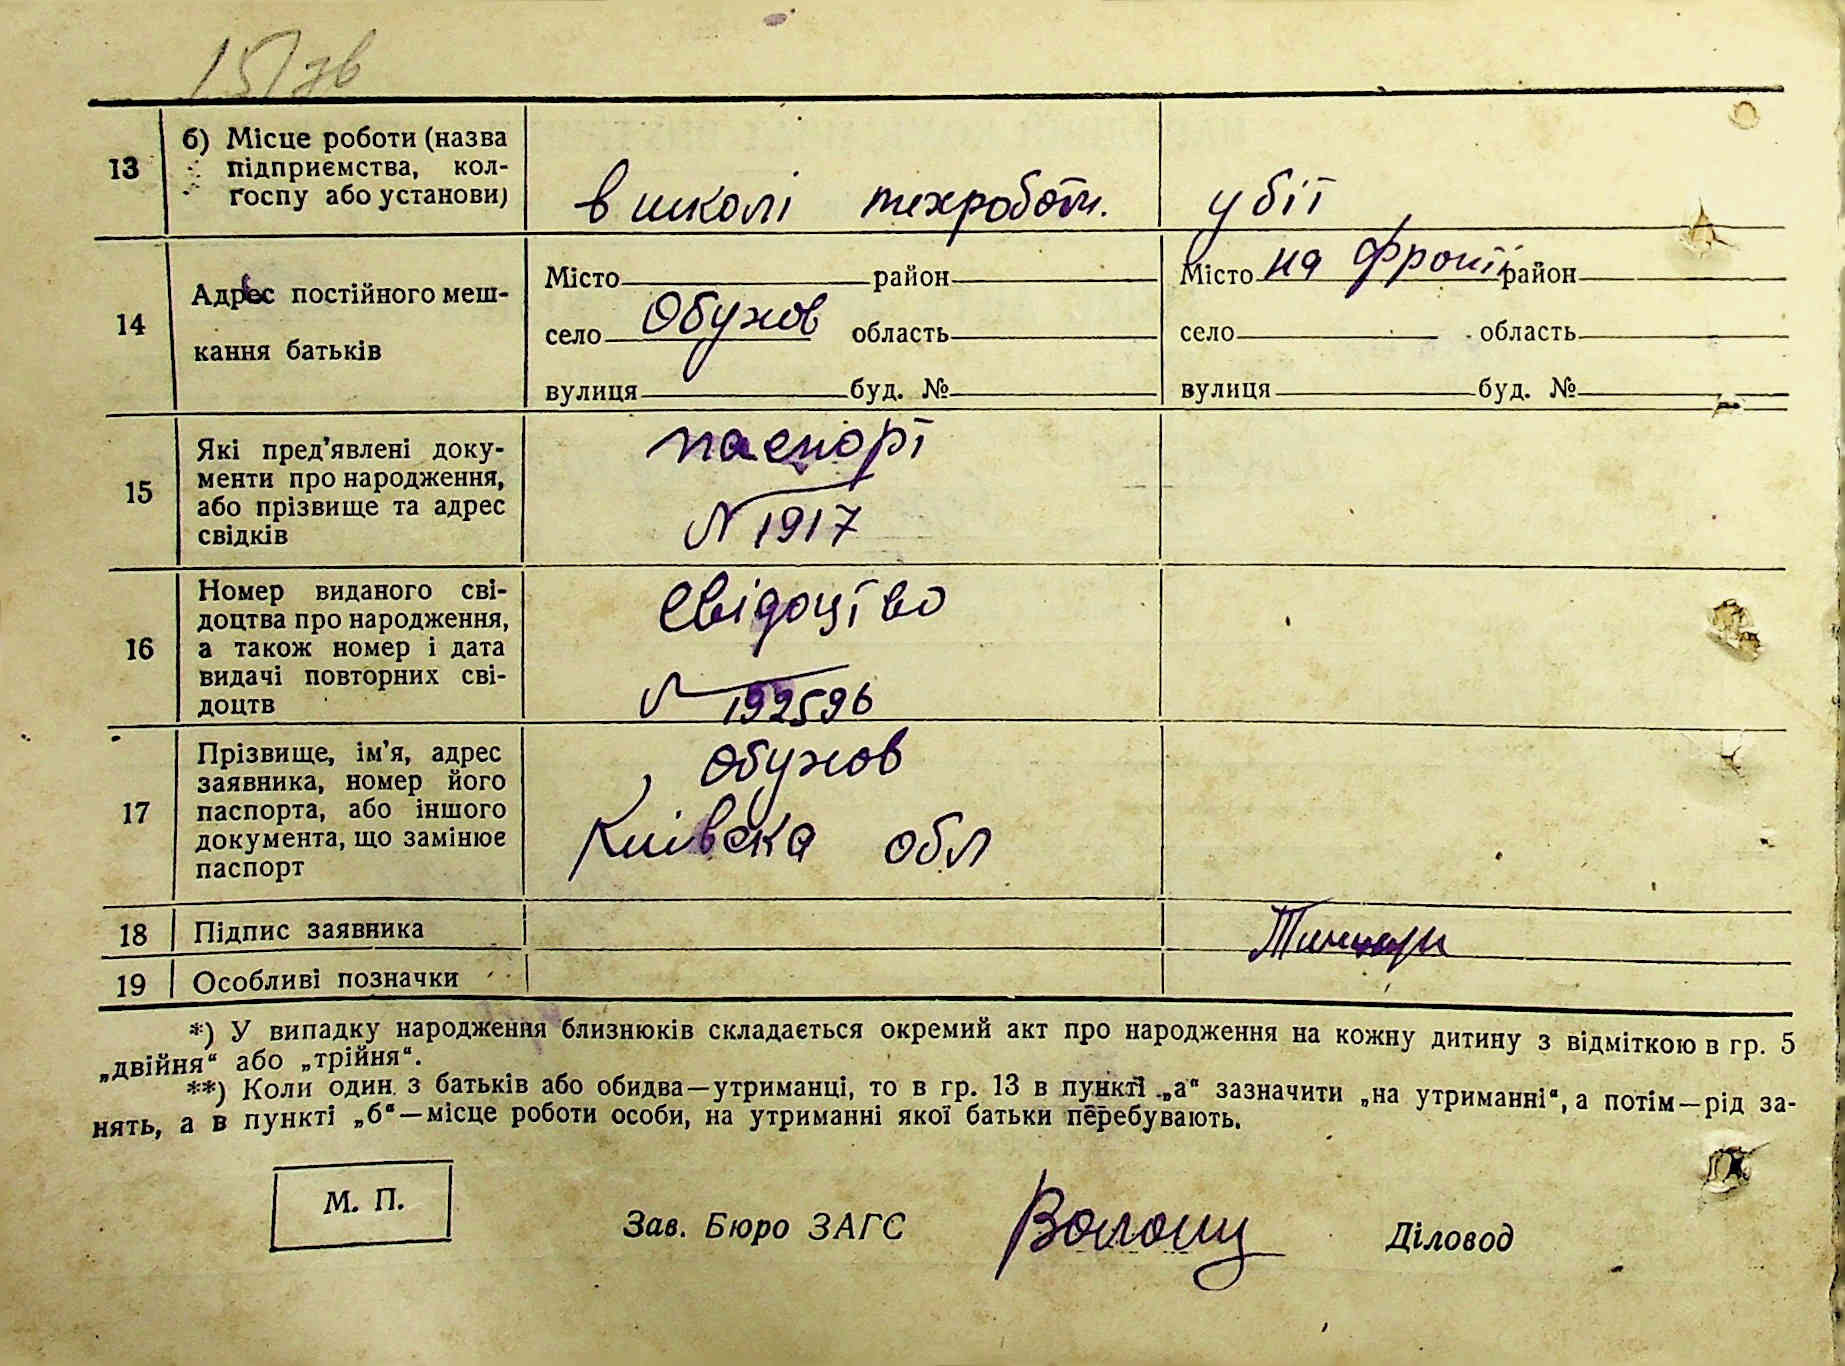 157зв
13
б) Місце роботи (назва
підприємства, кол-
госпу або установи)
в школі техроботн.
убіт
на фронті
14
Адрес постійного меш-
кання батьків
Місто район
село Обухов область
вулиця буд. №
Місто район
село область
вулиця буд. №
15
Які пред’явлені доку-
менти про народження,
або прізвище та адрес
свідків
паспорт
N 1917
16
Номер виданого сві-
доцтва про народження,
а також номер і дата
видачі повторних сві-
доцтв
Свідоцтво
N 192596
17
Прізвище, ім’я, адрес
заявника, номер його
паспорта, або іншого
документа, що замінює
паспорт
Обухов
Київска обл
18 Підпис заявника
19 Особливі позначки
*) У випадку народження близнюків складається окремий акт про народження на кожну дитину з відміткою в гр. 5
„двійня“ або „трійня“.
**) Коли один з батьків або обидва—утриманці, то в гр. 13 в пункті „а“ зазначити „на утриманні“, а потім—рід за-
нять, а в пункті „б“—місце роботи особи, на утриманні якої батьки перебувають.
М. П.
Зав. Бюро ЗАГС Волощ Діловод